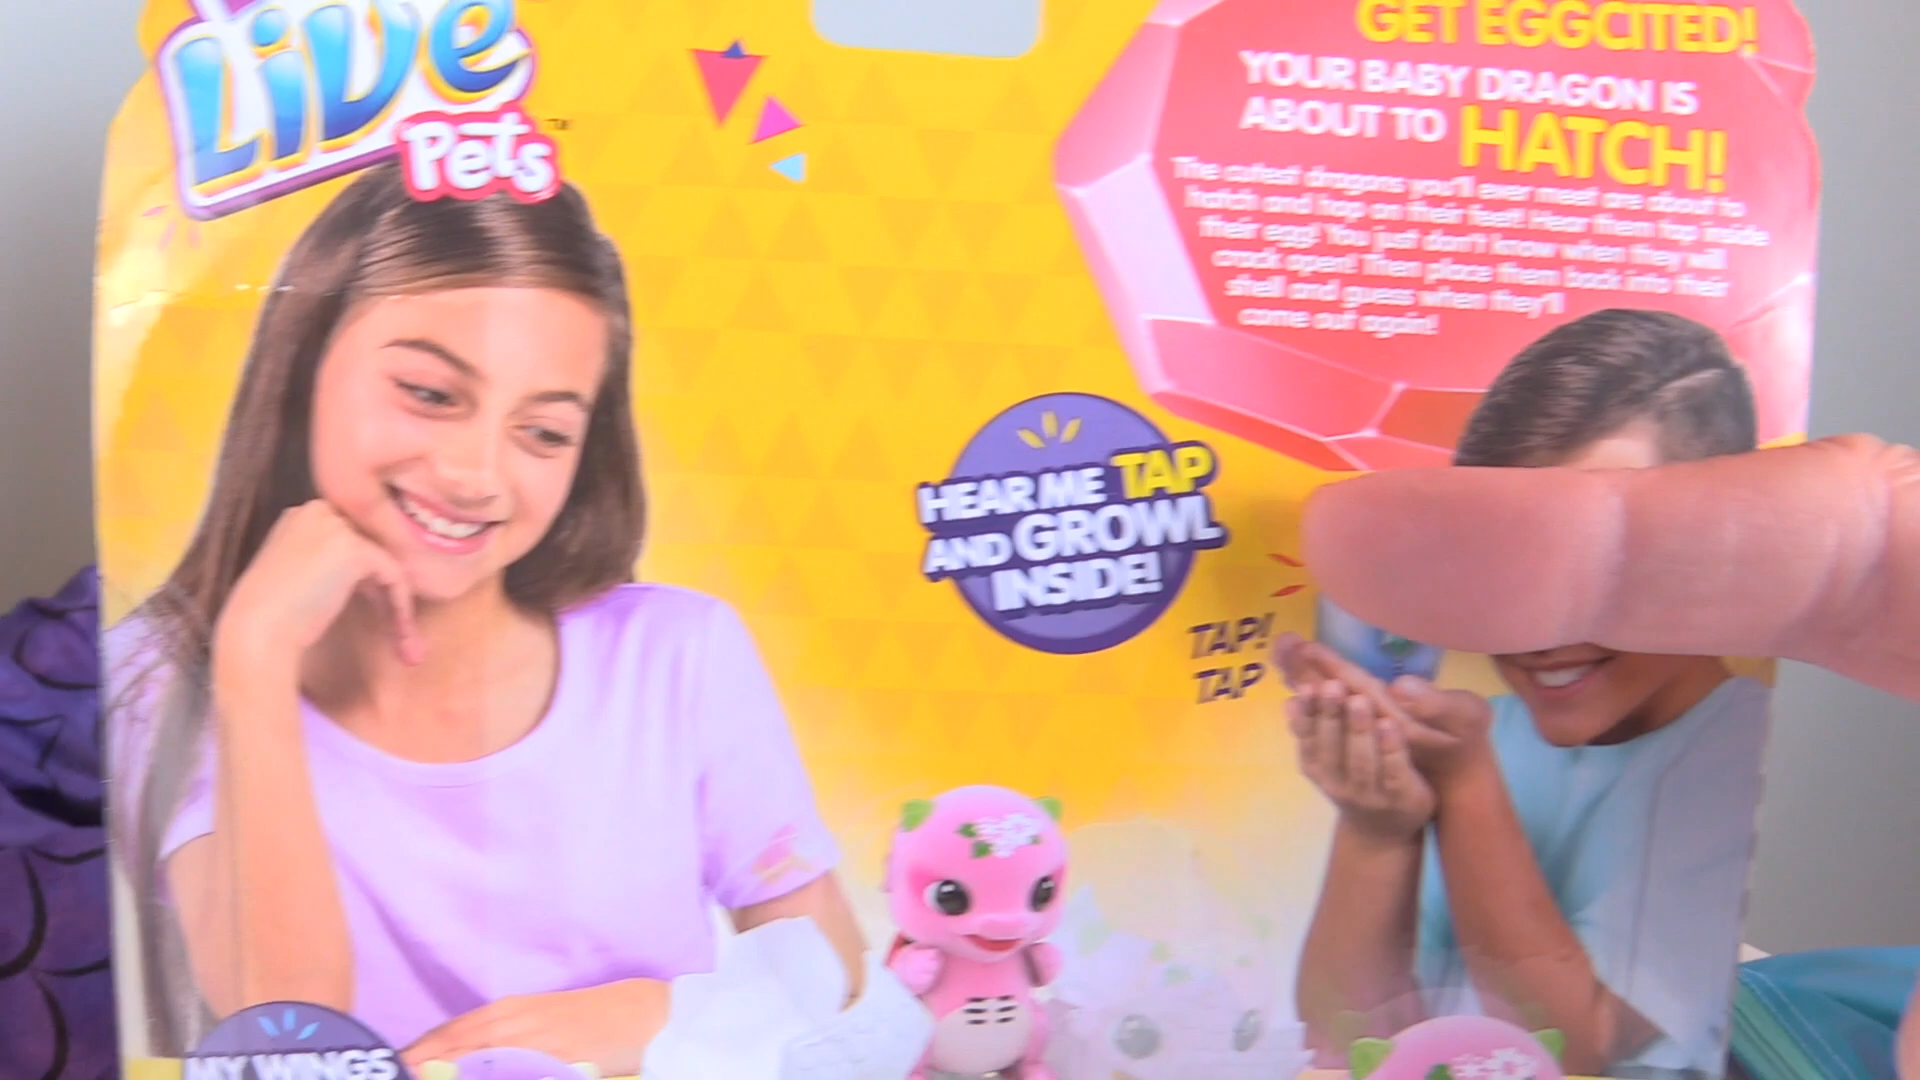 Live
Pets™
GET EGGCITED!
YOUR BABY DRAGON IS
ABOUT TO HATCH!
The cutest dragons you'll ever meet are about to
hatch and hop on their feet! Hear them tap inside
their egg! You just don't know when they will
crack open! Then place them back into their
shell and guess when they'll
come out again!
HEAR ME TAP
AND GROWL
INSIDE!
TAP!
TAP
MY WINGS